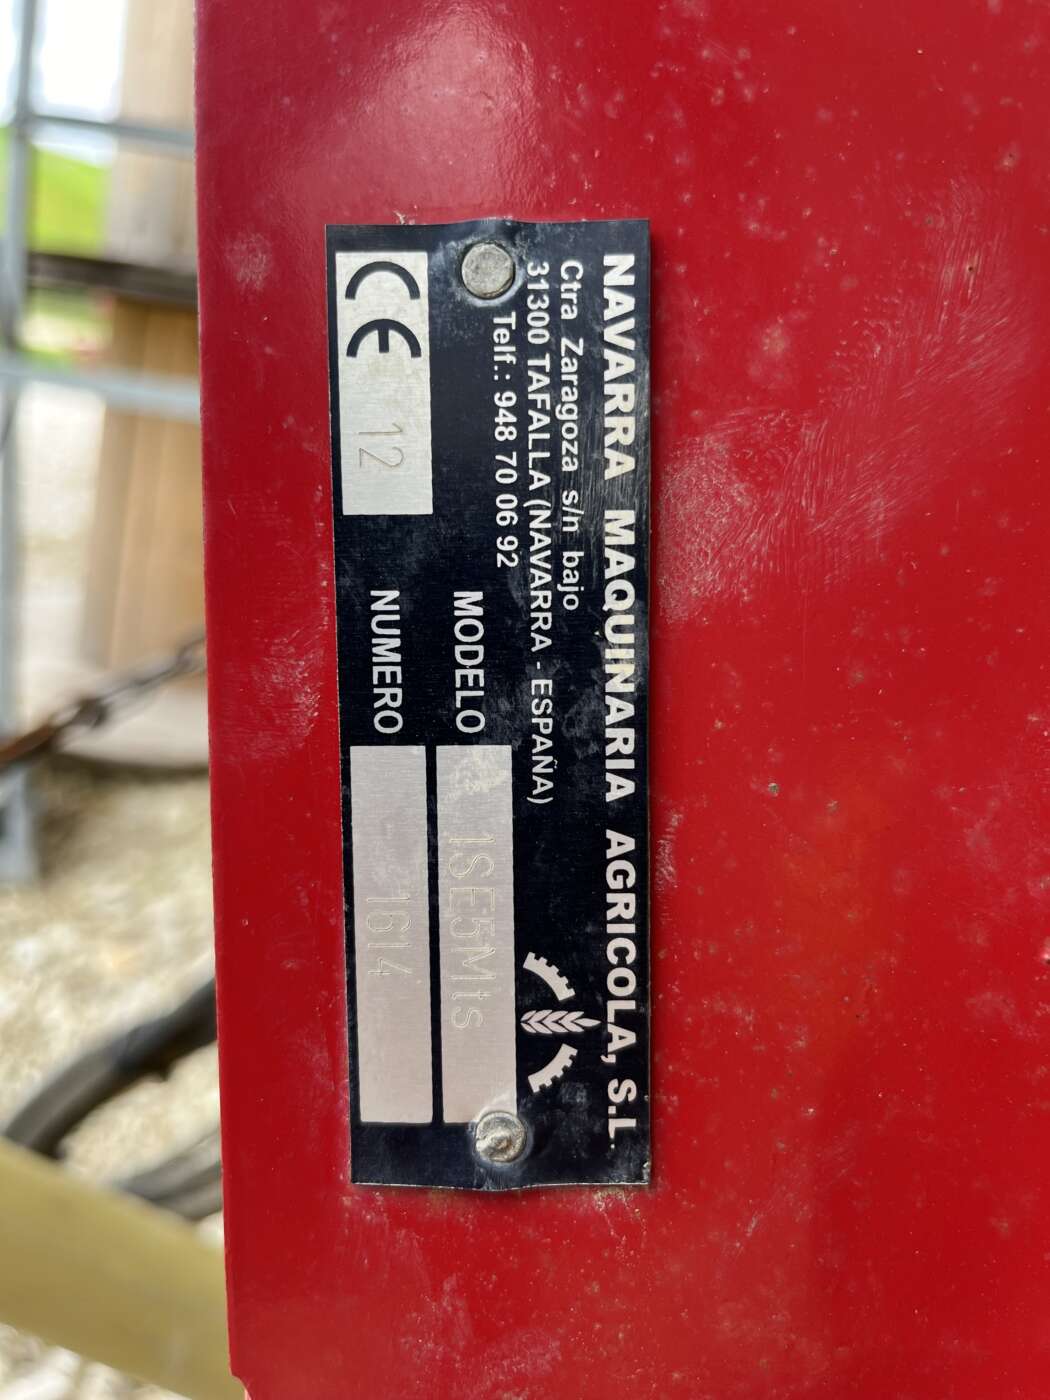 NAVARRA MAQUINARIA AGRICOLA, S.L.
Ctra Zaragoza s/n bajo
31300 TAFALLA (NAVARRA - ESPAÑA)
Telf.: 948 70 06 92
MODELO ISE5Mts
CE 12 NUMERO 1614